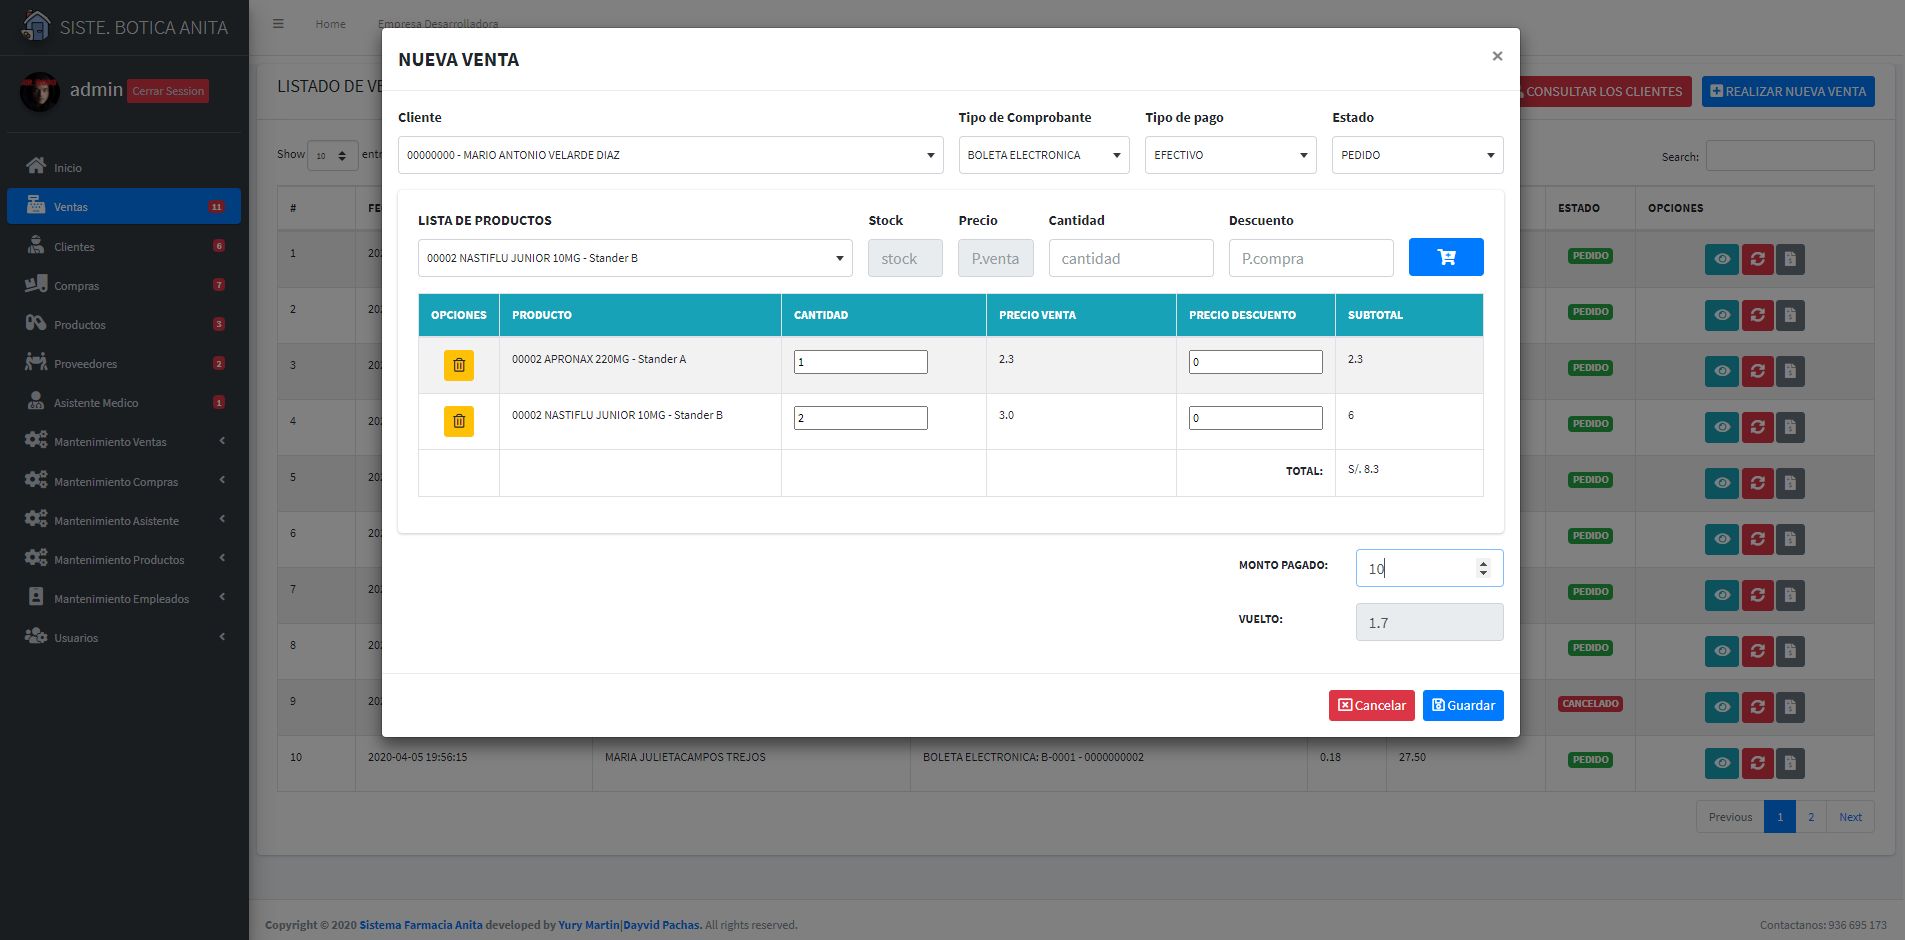 SISTE. BOTICA ANITA
admin Cerrar Session
Inicio
Ventas 11
Clientes 6
Compras 7
Productos 3
Proveedores 2
Asistente Medico 1
Mantenimiento Ventas
Mantenimiento Compras
Mantenimiento Asistente
Mantenimiento Productos
Mantenimiento Empleados
Usuarios
Home Empresa Desarrolladora
LISTADO DE VE
CONSULTAR LOS CLIENTES REALIZAR NUEVA VENTA
Show 10 entr
Search:
# FE ESTADO OPCIONES
1 202 PEDIDO
2 202 PEDIDO
3 202 PEDIDO
4 202 PEDIDO
5 202 PEDIDO
6 202 PEDIDO
7 202 PEDIDO
8 202 PEDIDO
9 202 CANCELADO
10 2020-04-05 19:56:15 MARIA JULIETACAMPOS TREJOS BOLETA ELECTRONICA: B-0001 - 0000000002 0.18 27.50 PEDIDO
Previous 1 2 Next
NUEVA VENTA ×
Cliente Tipo de Comprobante Tipo de pago Estado
00000000 - MARIO ANTONIO VELARDE DIAZ BOLETA ELECTRONICA EFECTIVO PEDIDO
LISTA DE PRODUCTOS Stock Precio Cantidad Descuento
00002 NASTIFLU JUNIOR 10MG - Stander B stock P.venta cantidad P.compra
OPCIONES PRODUCTO CANTIDAD PRECIO VENTA PRECIO DESCUENTO SUBTOTAL
00002 APRONAX 220MG - Stander A 1 2.3 0 2.3
00002 NASTIFLU JUNIOR 10MG - Stander B 2 3.0 0 6
TOTAL: S/. 8.3
MONTO PAGADO: 10
VUELTO: 1.7
Cancelar Guardar
Copyright © 2020 Sistema Farmacia Anita developed by Yury Martin|Dayvid Pachas. All rights reserved.
Contactanos: 936 695 173